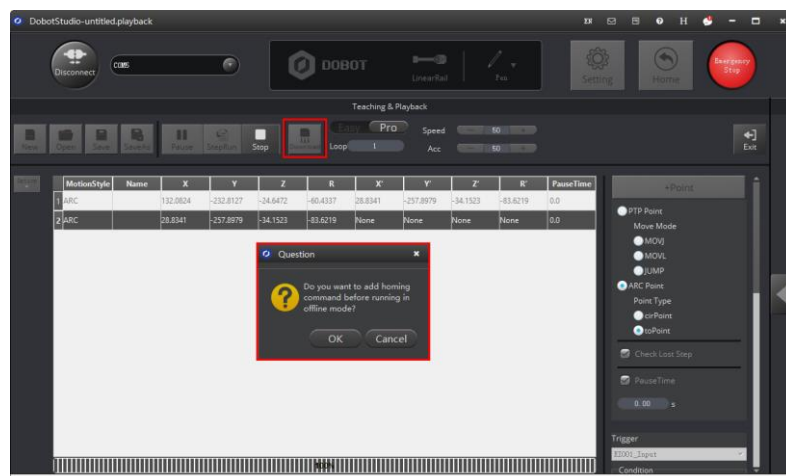 DobotStudio-untitled.playback
Disconnect
COM5
DOBOT
LinearRail
Pen
Setting
Home
Emergency Stop
Teaching & Playback
New
Open
Save
SaveAs
Pause
StepRun
Stop
Download
Easy
Pro
Loop
1
Speed
50
Acc
50
Exit
MotionStyle Name X Y Z R X' Y' Z' R' PauseTime
1 ARC 132.0824 -232.8127 -24.6472 -60.4337 28.8341 -257.8979 -34.1523 -83.6219 0.0
2 ARC 28.8341 -257.8979 -34.1523 -83.6219 None None None None 0.0
Question
Do you want to add homing
command before running in
offline mode?
OK
Cancel
100%
+Point
PTP Point
Move Mode
MOVJ
MOVL
JUMP
ARC Point
Point Type
cirPoint
toPoint
Check Lost Step
PauseTime
0.00 s
Trigger
EIO01_Input
Condition